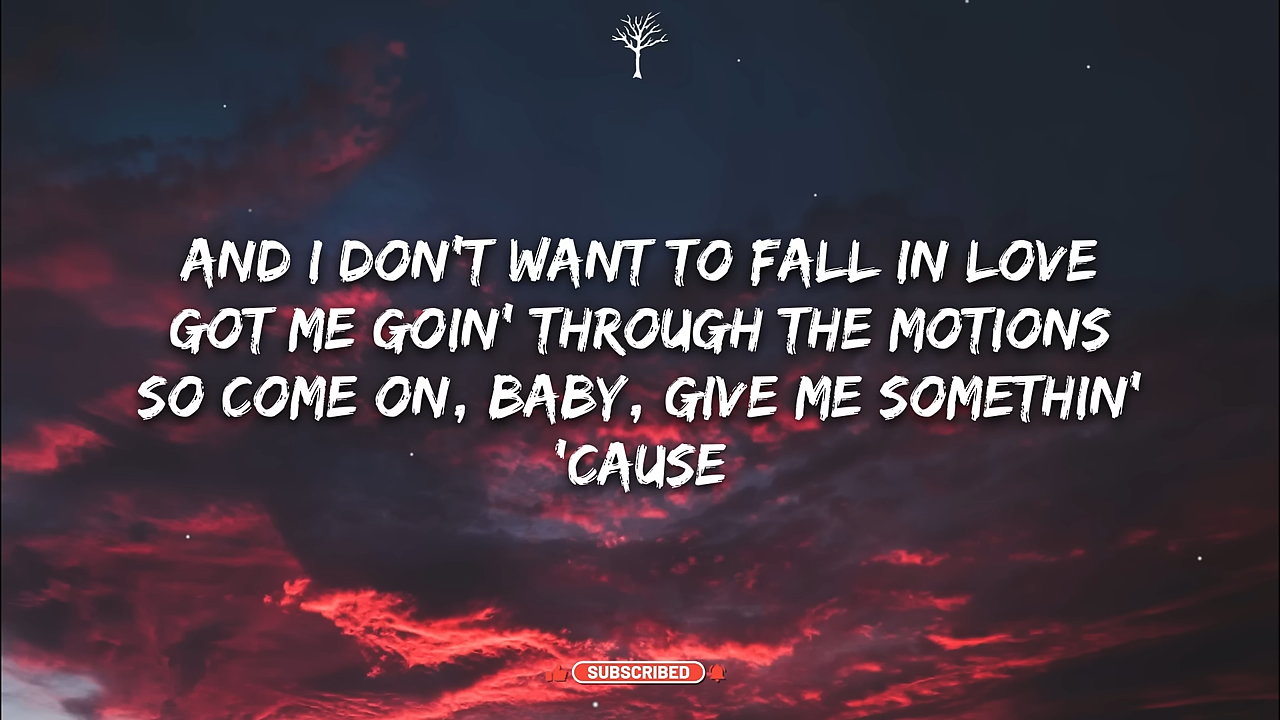 AND I DON'T WANT TO FALL IN LOVE
GOT ME GOIN' THROUGH THE MOTIONS
SO COME ON, BABY, GIVE ME SOMETHIN'
'CAUSE
SUBSCRIBED